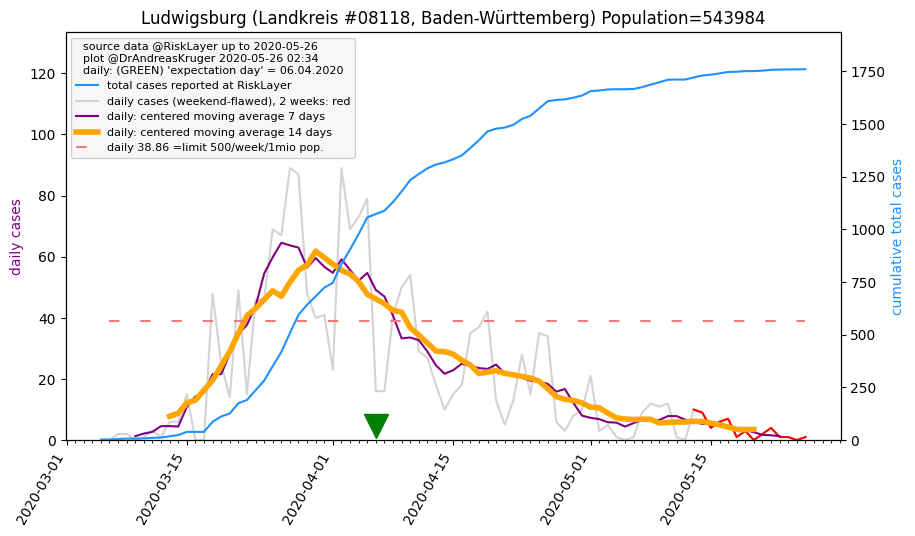 Ludwigsburg (Landkreis #08118, Baden-Württemberg) Population=543984
source data @RiskLayer up to 2020-05-26
plot @DrAndreasKruger 2020-05-26 02:34
daily: (GREEN) 'expectation day' = 06.04.2020
total cases reported at RiskLayer
daily cases (weekend-flawed), 2 weeks: red
daily: centered moving average 7 days
daily: centered moving average 14 days
daily 38.86 =limit 500/week/1mio pop.
daily cases
120
100
80
60
40
20
0
cumulative total cases
1750
1500
1250
1000
750
500
250
0
2020-03-01
2020-03-15
2020-04-01
2020-04-15
2020-05-01
2020-05-15